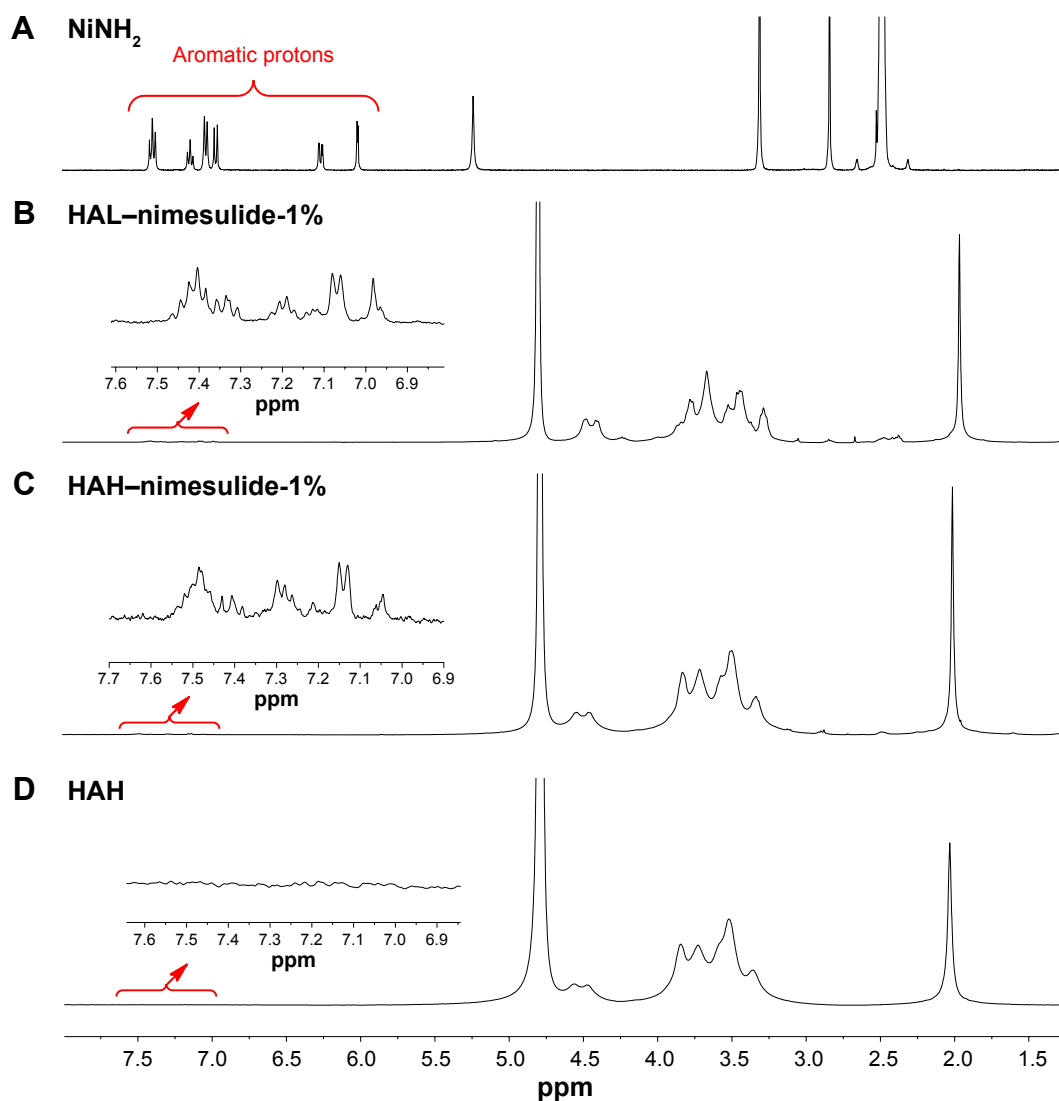 A NiNH₂
Aromatic protons
B HAL–nimesulide-1%
7.6 7.5 7.4 7.3 7.2 7.1 7.0 6.9
ppm
C HAH–nimesulide-1%
7.7 7.6 7.5 7.4 7.3 7.2 7.1 7.0 6.9
ppm
D HAH
7.6 7.5 7.4 7.3 7.2 7.1 7.0 6.9
ppm
7.5 7.0 6.5 6.0 5.5 5.0 4.5 4.0 3.5 3.0 2.5 2.0 1.5
ppm